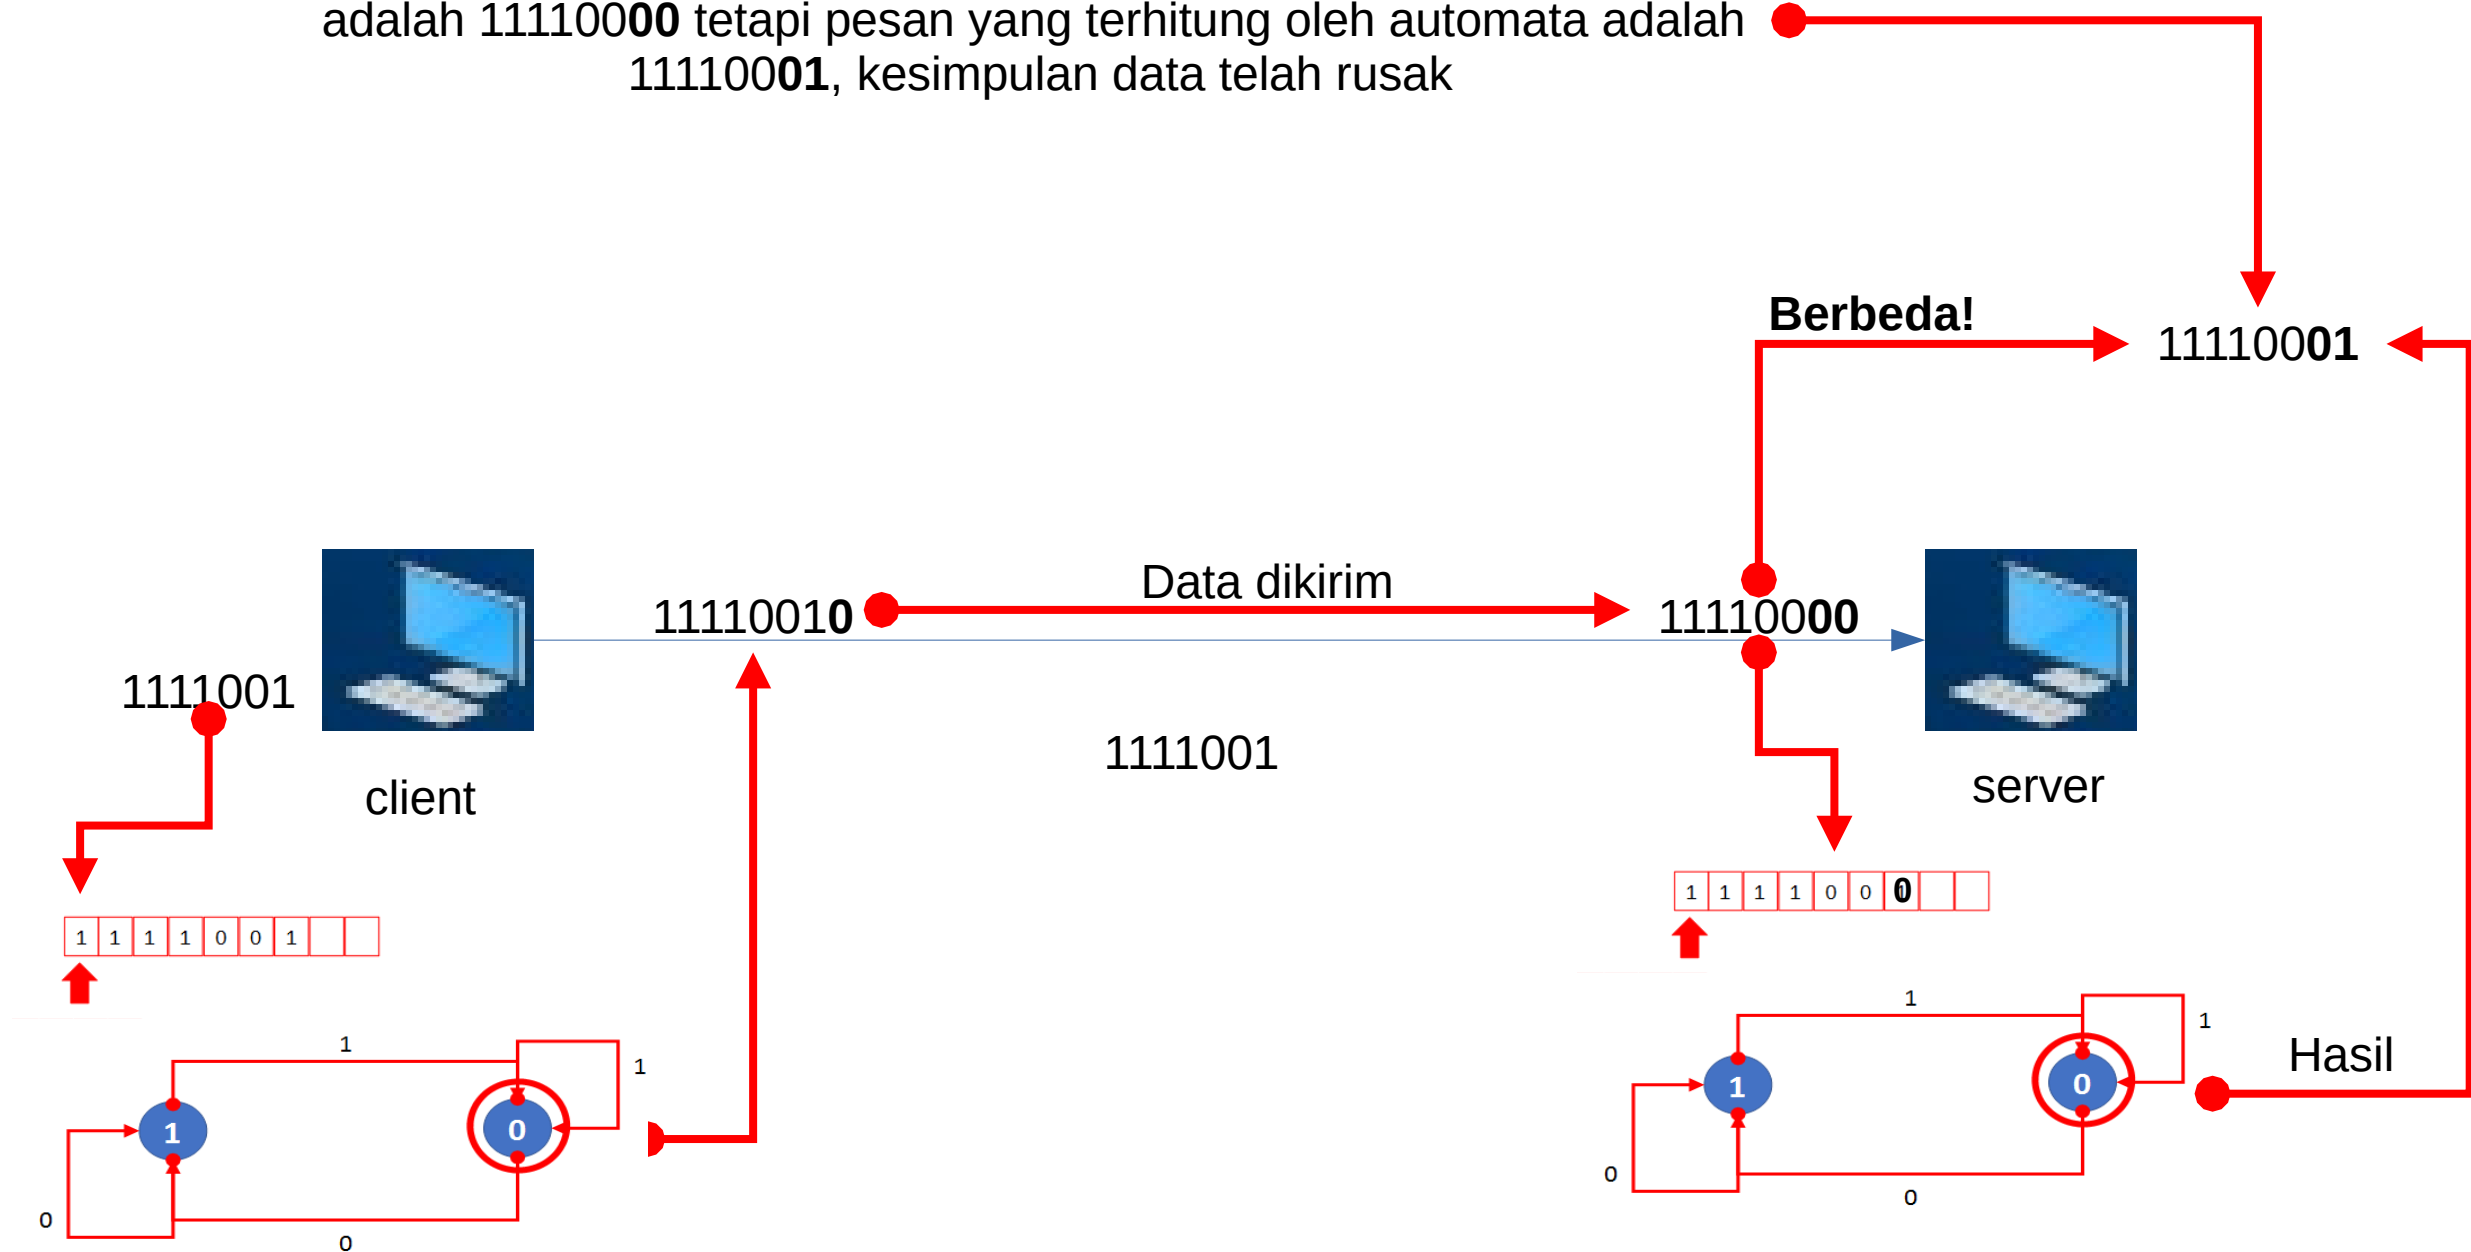 adalah 11110000 tetapi pesan yang terhitung oleh automata adalah
11110001, kesimpulan data telah rusak
Berbeda!
11110001
Data dikirim
11110010
11110000
1111001
1111001
client
server
1 1 1 1 0 0 0
1 1 1 1 0 0 1
1
1
1
0
Hasil
0
0
1
1
1
0
0
0